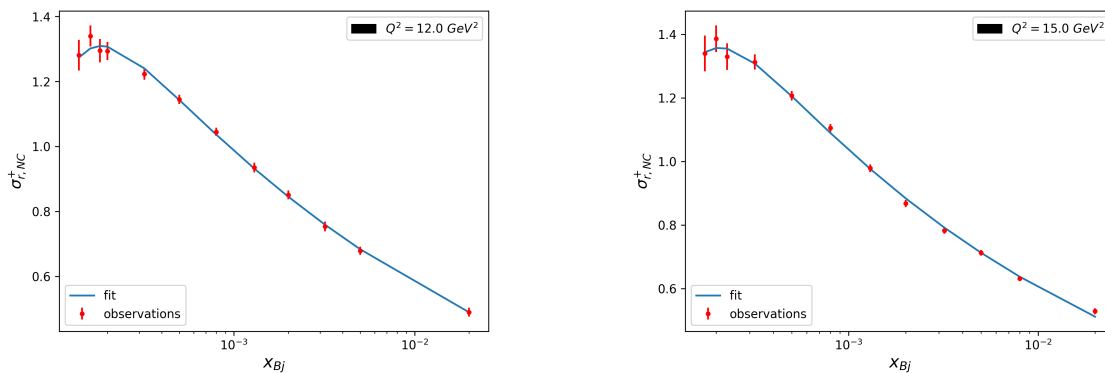 1.4
1.2
1.0
0.8
0.6
σ⁺r,NC
Q² = 12.0 GeV²
fit
observations
10⁻³
10⁻²
xBj
1.4
1.2
1.0
0.8
0.6
σ⁺r,NC
Q² = 15.0 GeV²
fit
observations
10⁻³
10⁻²
xBj